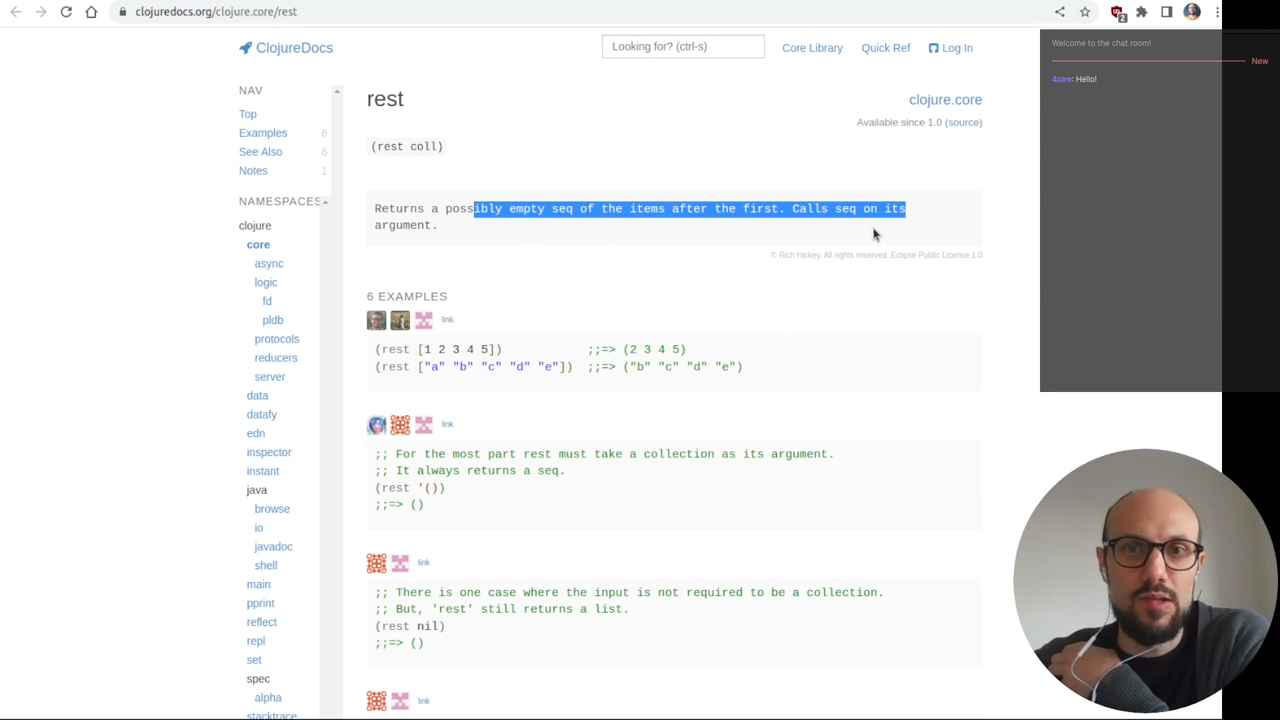 clojuredocs.org/clojure.core/rest
2
ClojureDocs
Looking for? (ctrl-s)
Core Library
Quick Ref
Log In
Welcome to the chat room!
New
4cire: Hello!
NAV
Top
Examples 6
See Also 6
Notes 1
NAMESPACES
clojure
core
async
logic
fd
pldb
protocols
reducers
server
data
datafy
edn
inspector
instant
java
browse
io
javadoc
shell
main
pprint
reflect
repl
set
spec
alpha
stacktrace
rest
clojure.core
Available since 1.0 (source)
(rest coll)
Returns a possibly empty seq of the items after the first. Calls seq on its
argument.
© Rich Hickey. All rights reserved. Eclipse Public License 1.0
6 EXAMPLES
link
(rest [1 2 3 4 5]) ;;=> (2 3 4 5)
(rest ["a" "b" "c" "d" "e"]) ;;=> ("b" "c" "d" "e")
link
;; For the most part rest must take a collection as its argument.
;; It always returns a seq.
(rest '())
;;=> ()
link
;; There is one case where the input is not required to be a collection.
;; But, 'rest' still returns a list.
(rest nil)
;;=> ()
link